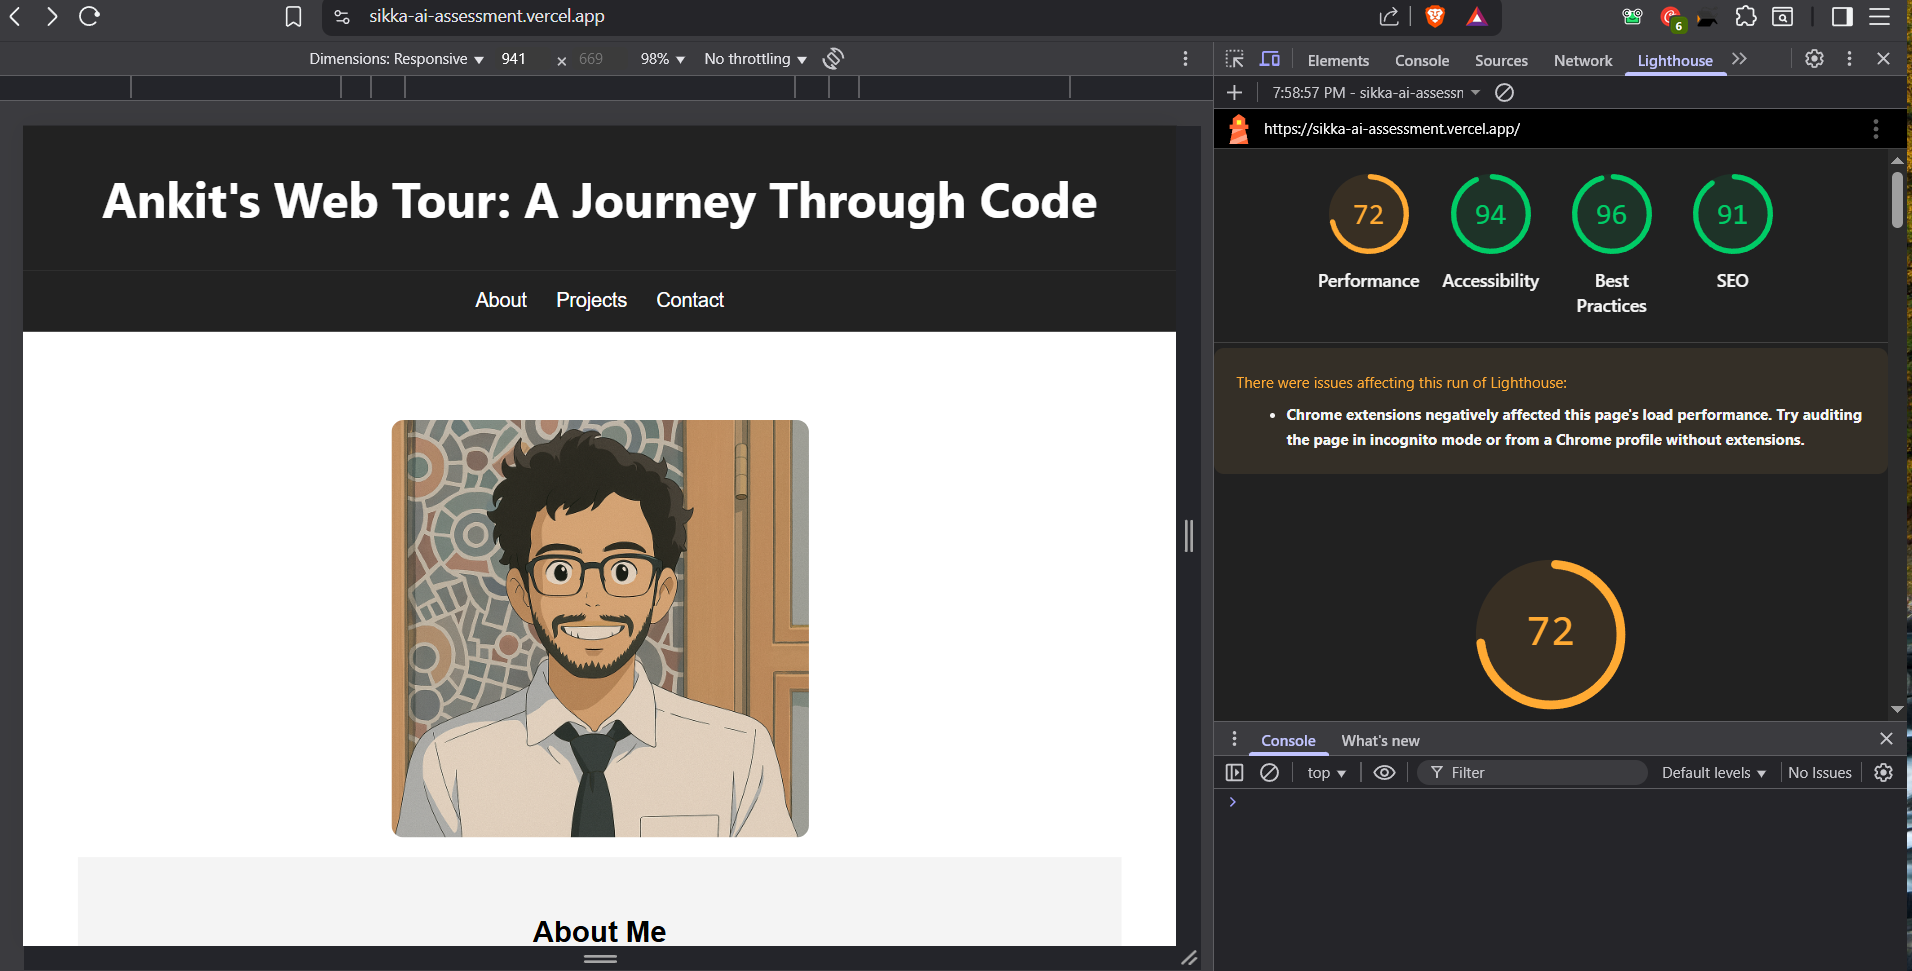 sikka-ai-assessment.vercel.app
6
Dimensions: Responsive 941 × 669 98% No throttling
Elements Console Sources Network Lighthouse
7:58:57 PM - sikka-ai-assessn
https://sikka-ai-assessment.vercel.app/
Ankit's Web Tour: A Journey Through Code
About Projects Contact
About Me
72 94 96 91
Performance Accessibility Best Practices SEO
There were issues affecting this run of Lighthouse:
• Chrome extensions negatively affected this page's load performance. Try auditing
the page in incognito mode or from a Chrome profile without extensions.
72
Console What's new
top Filter Default levels No Issues